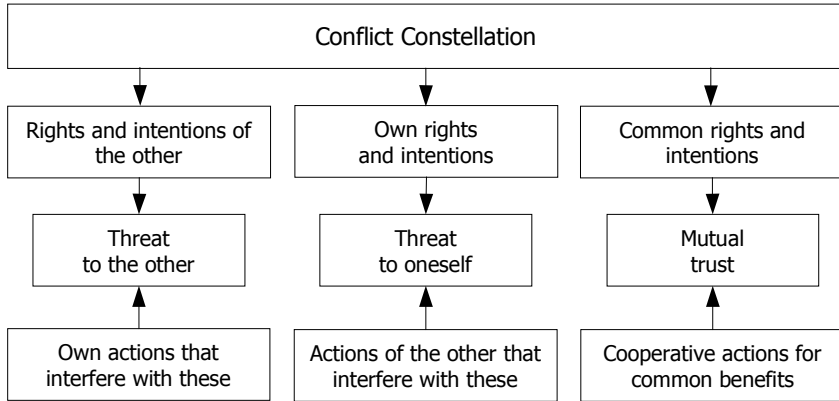 Conflict Constellation
Rights and intentions of
the other
Own rights
and intentions
Common rights and
intentions
Threat
to the other
Threat
to oneself
Mutual
trust
Own actions that
interfere with these
Actions of the other that
interfere with these
Cooperative actions for
common benefits